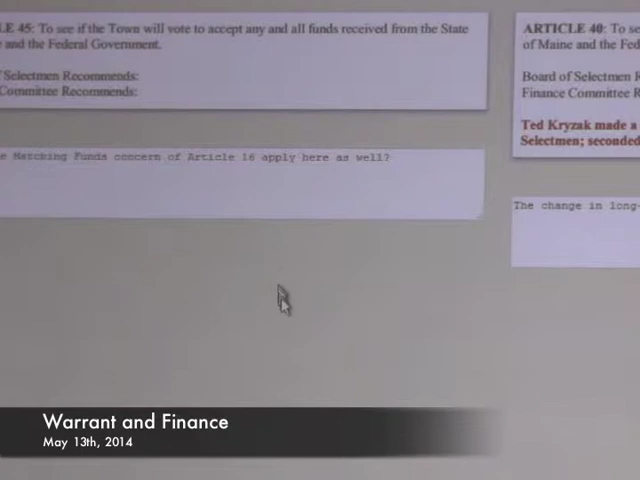 LE 45: To see if the Town will vote to accept any and all funds received from the State
and the Federal Government.
Selectmen Recommends:
Committee Recommends:
e Matching Funds concern of Article 16 apply here as well?
ARTICLE 40: To se
of Maine and the Fed
Board of Selectmen R
Finance Committee R
Ted Kryzak made a
Selectmen; seconded
The change in long-
Warrant and Finance
May 13th, 2014